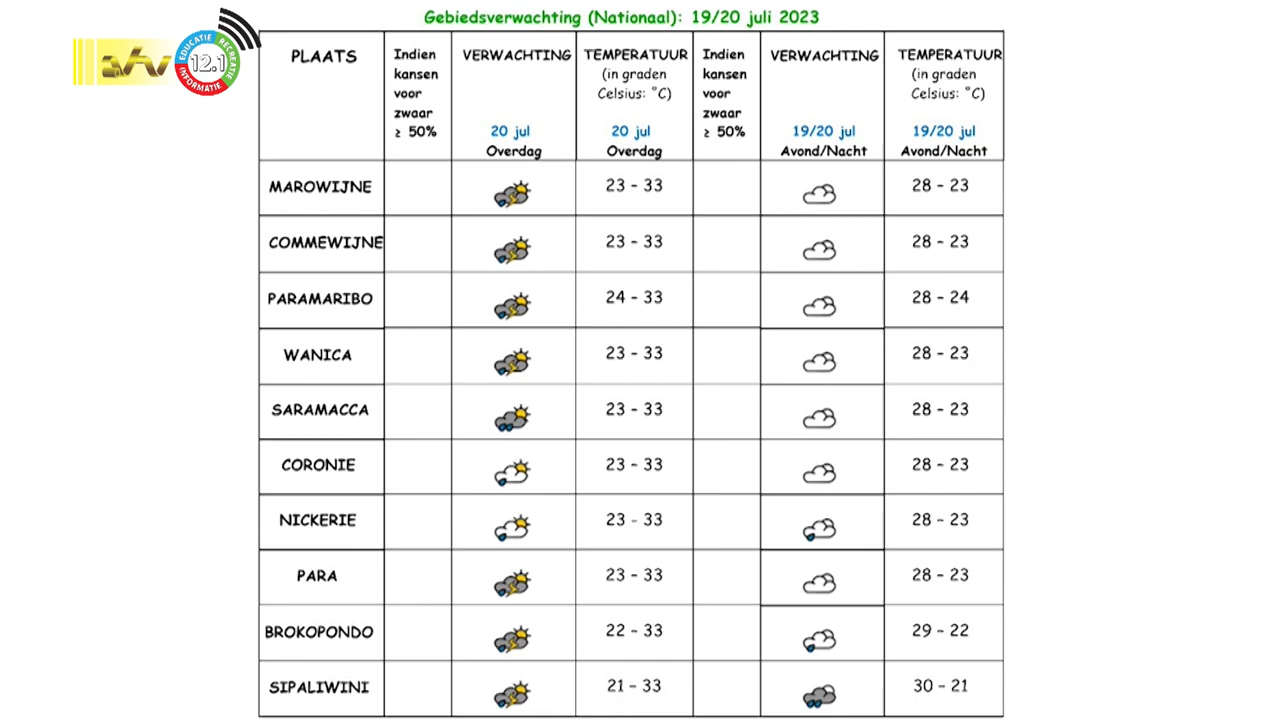 Gebiedsverwachting (Nationaal): 19/20 juli 2023
EDUCATIE RECREATIE INFORMATIE
12.1
PLAATS Indien kansen voor zwaar ≥ 50% VERWACHTING 20 jul Overdag TEMPERATUUR (in graden Celsius: °C) 20 jul Overdag Indien kansen voor zwaar ≥ 50% VERWACHTING 19/20 jul Avond/Nacht TEMPERATUUR (in graden Celsius: °C) 19/20 jul Avond/Nacht
MAROWIJNE 23 - 33 28 - 23
COMMEWIJNE 23 - 33 28 - 23
PARAMARIBO 24 - 33 28 - 24
WANICA 23 - 33 28 - 23
SARAMACCA 23 - 33 28 - 23
CORONIE 23 - 33 28 - 23
NICKERIE 23 - 33 28 - 23
PARA 23 - 33 28 - 23
BROKOPONDO 22 - 33 29 - 22
SIPALIWINI 21 - 33 30 - 21